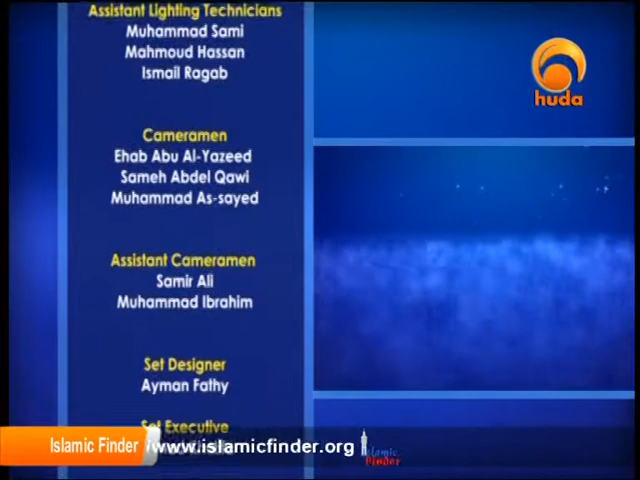 Assistant Lighting Technicians
Muhammad Sami
Mahmoud Hassan
Ismail Ragab
Cameramen
Ehab Abu Al-Yazeed
Sameh Abdel Qawi
Muhammad As-sayed
Assistant Cameramen
Samir Ali
Muhammad Ibrahim
Set Designer
Ayman Fathy
Set Executive
huda
Islamic Finder
www.islamicfinder.org
Islamic
Finder